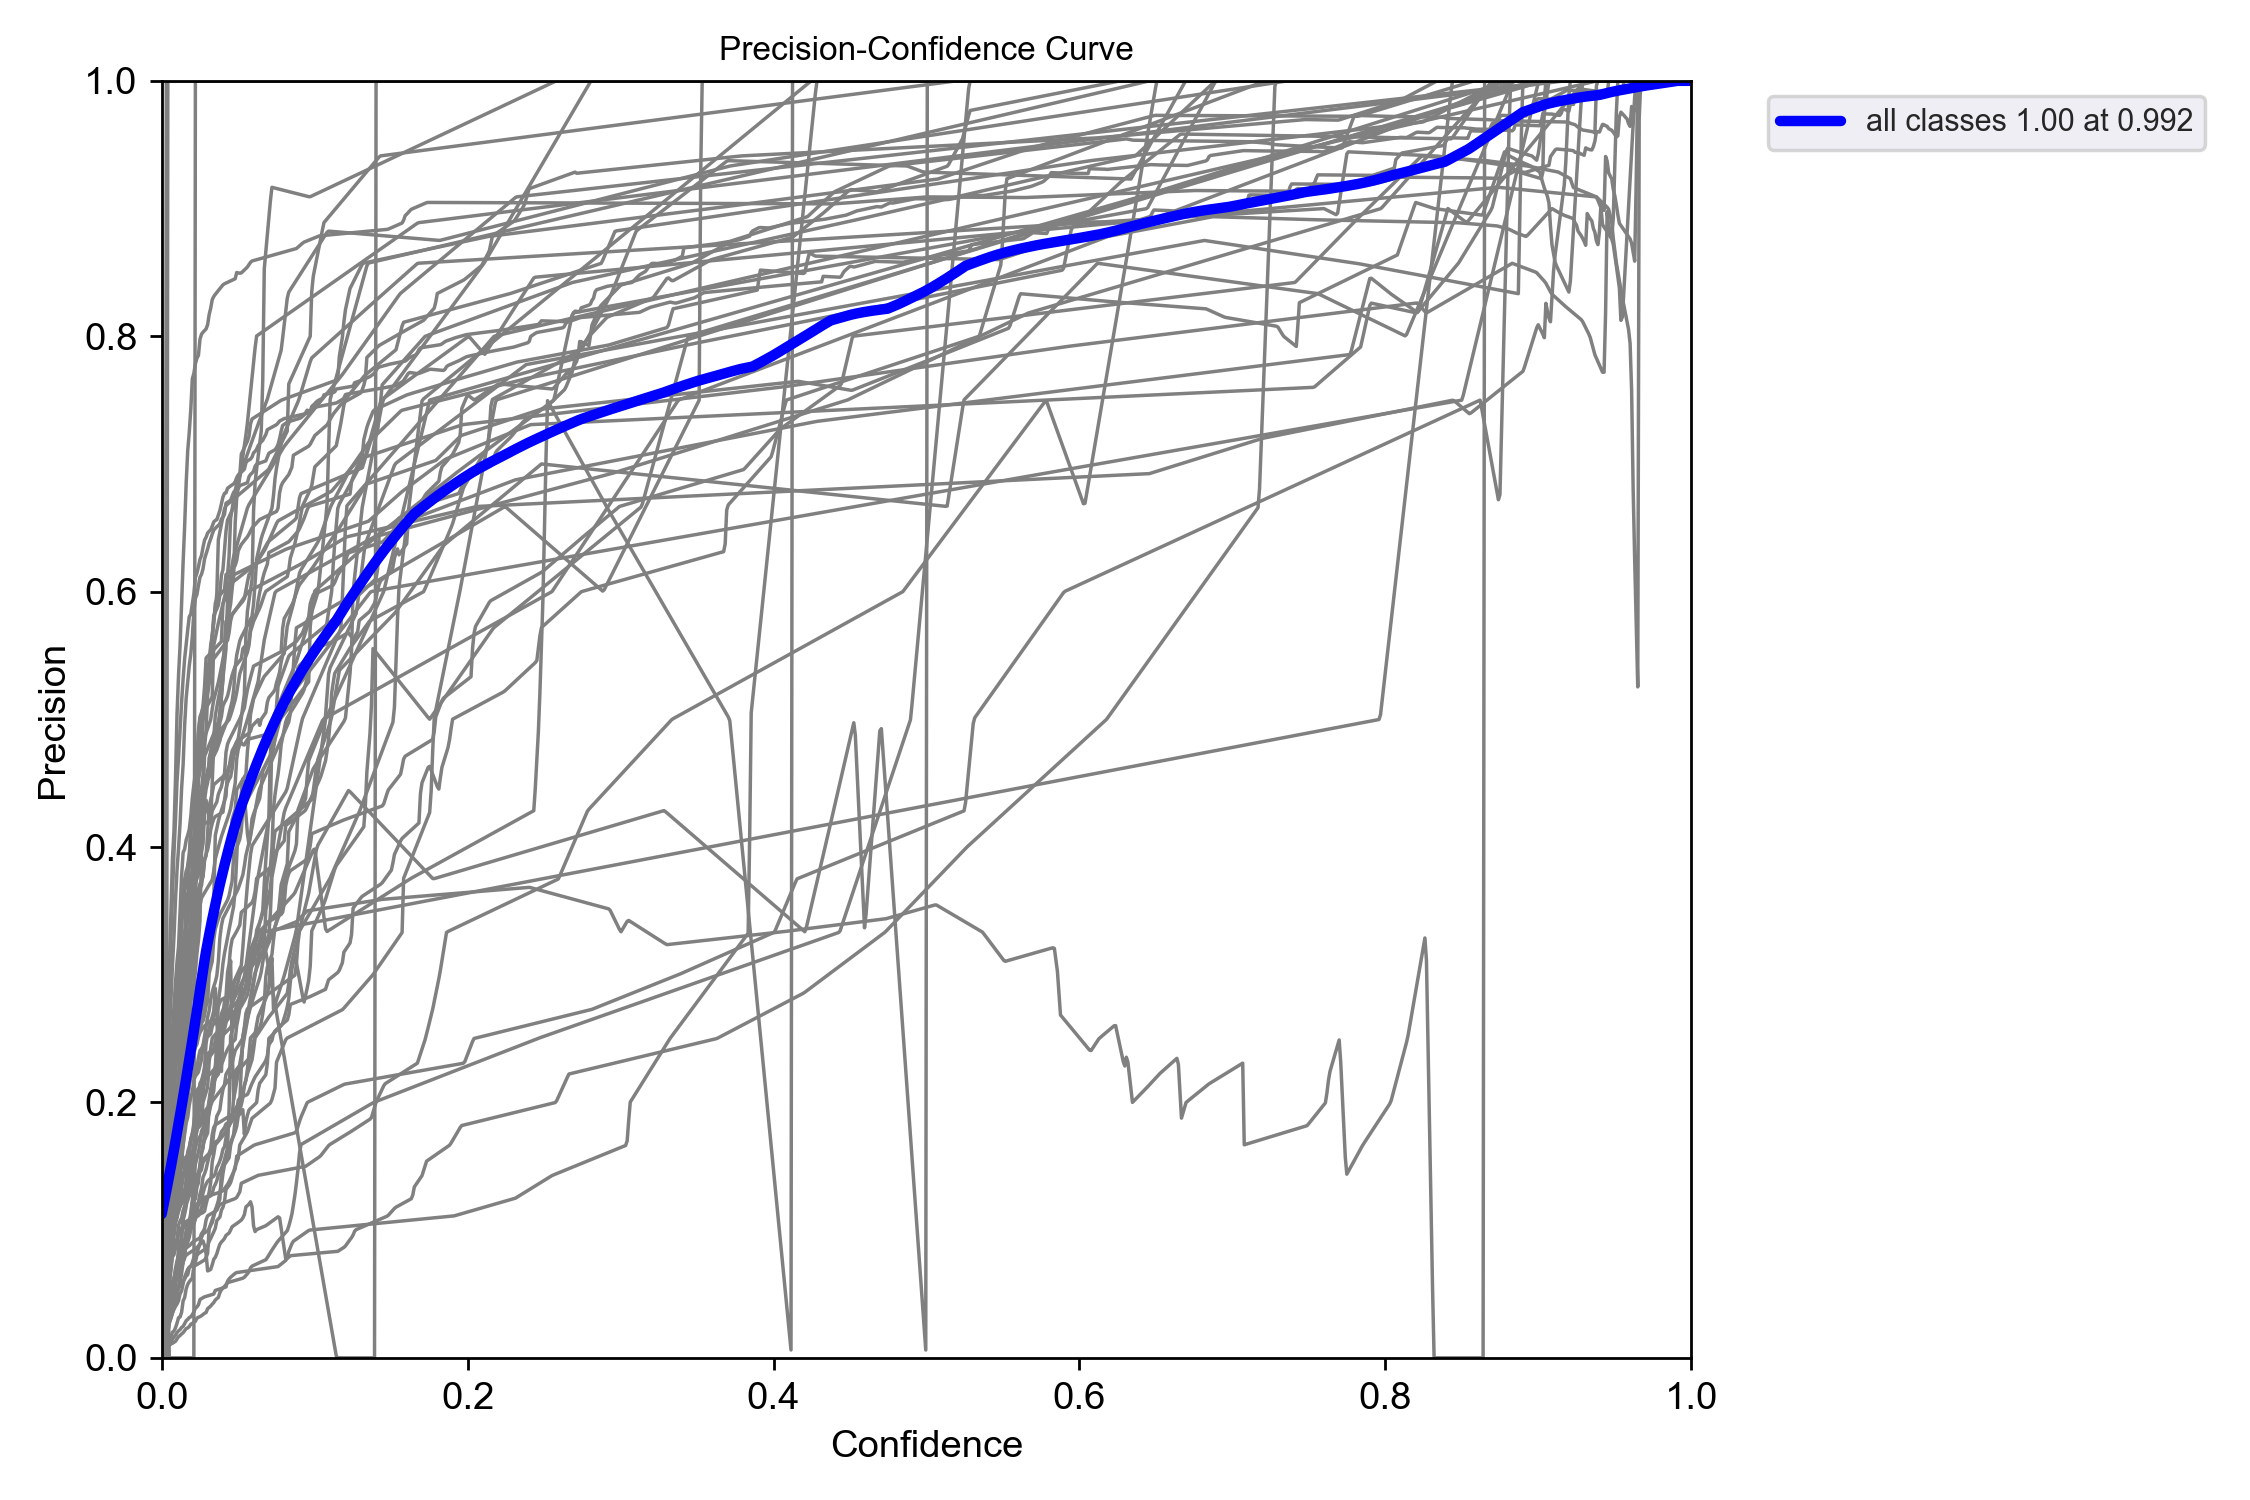 Precision-Confidence Curve
1.0
0.8
0.6
0.4
0.2
0.0
Precision
0.0 0.2 0.4 0.6 0.8 1.0
Confidence
all classes 1.00 at 0.992